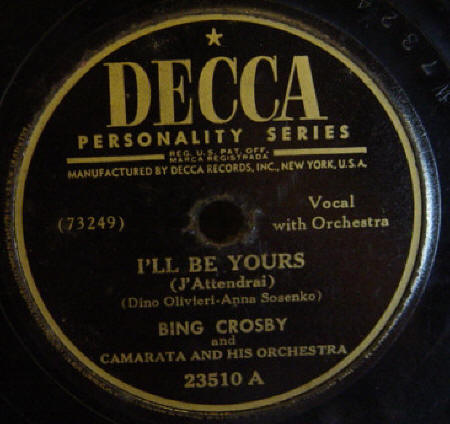 DECCA
PERSONALITY SERIES
REG. U.S. PAT. OFF.
MARCA REGISTRADA
MANUFACTURED BY DECCA RECORDS, INC., NEW YORK, U.S.A.
Vocal
(73249) with Orchestra
I'LL BE YOURS
(J'Attendrai)
(Dino Olivieri-Anna Sosenko)
BING CROSBY
and
CAMARATA AND HIS ORCHESTRA
23510 A